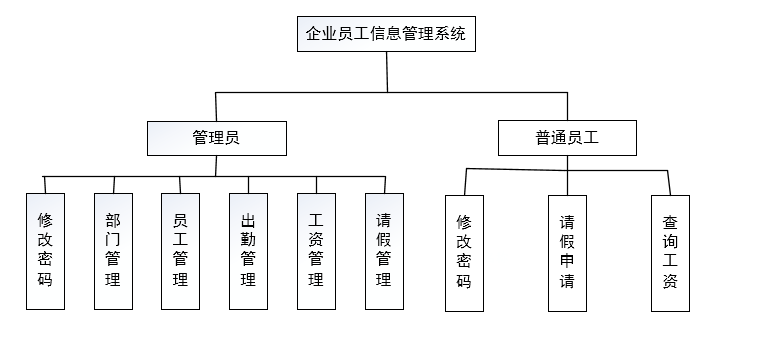 企业员工信息管理系统
管理员
普通员工
修改密码
部门管理
员工管理
出勤管理
工资管理
请假管理
修改密码
请假申请
查询工资